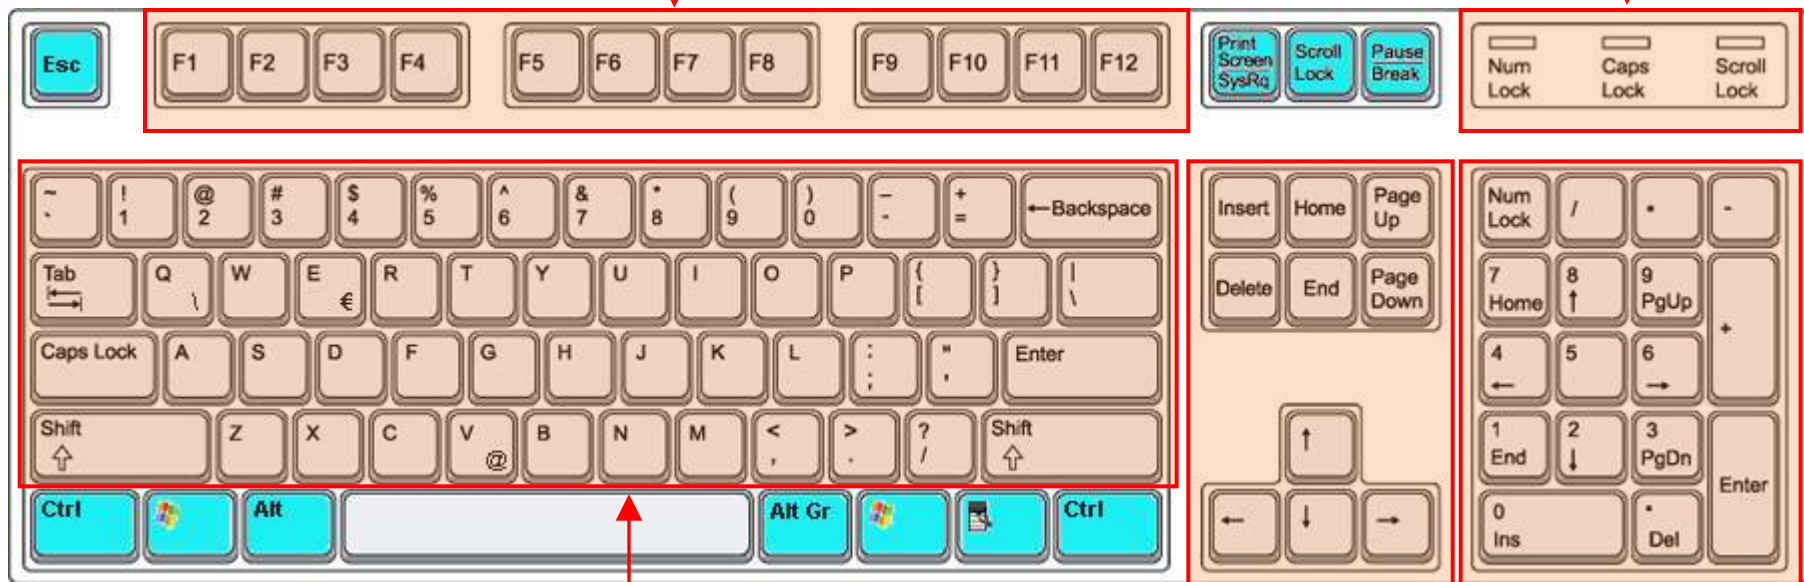 Esc F1 F2 F3 F4 F5 F6 F7 F8 F9 F10 F11 F12
Print Screen SysRq
Scroll Lock
Pause Break
Num Lock
Caps Lock
Scroll Lock
~ ! @ # $ % ^ & * ( ) – +
` 1 2 3 4 5 6 7 8 9 0 - = ←Backspace
Insert Home Page Up
Num Lock / • -
Tab Q \ W E € R T Y U I O P { [ } ] | \
Delete End Page Down
7 Home 8 ↑ 9 PgUp +
Caps Lock A S D F G H J K L : ; " ' Enter
4 ← 5 6 →
Shift Z X C V @ B N M < , > . ? / Shift
↑
1 End 2 ↓ 3 PgDn Enter
Ctrl Alt Alt Gr Ctrl
← ↓ →
0 Ins . Del